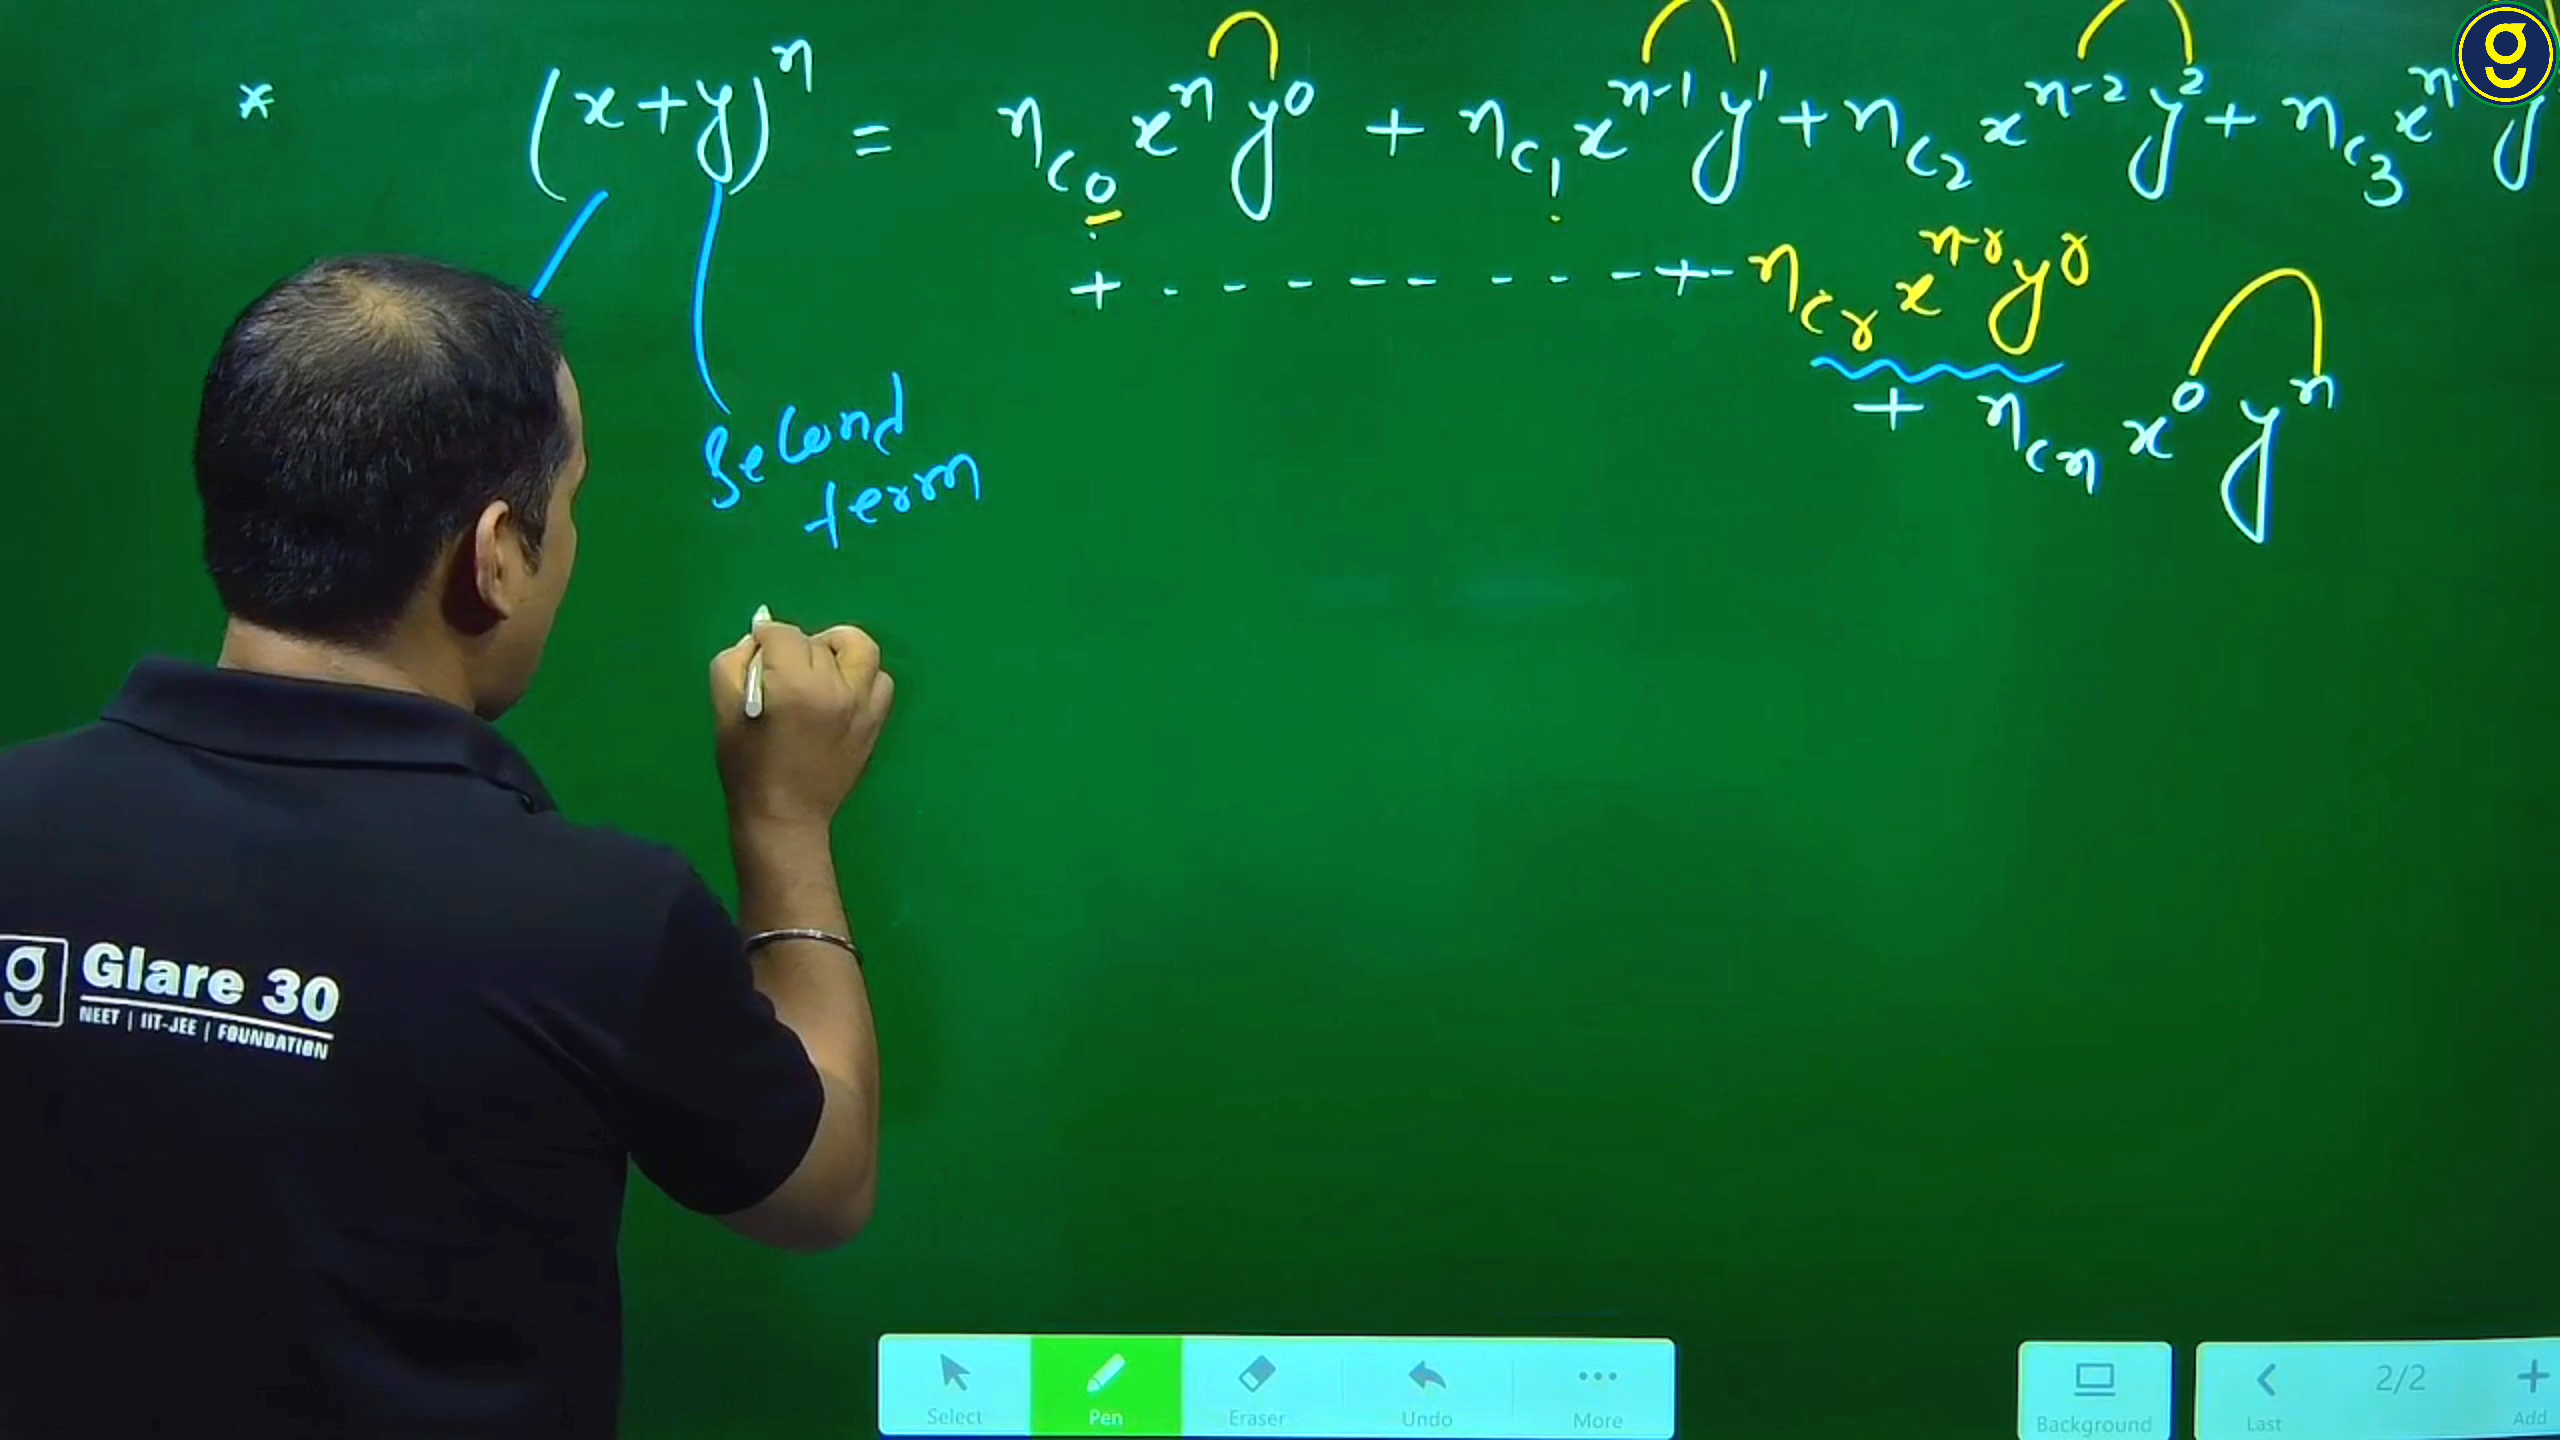 * (x+y)ⁿ = nc₀ xⁿ y⁰ + nc₁ xⁿ⁻¹ y¹ + nc₂ xⁿ⁻² y² + nc₃ xⁿ⁻ y
+ - - - - - - - - + - ncᵣ xⁿ⁻ʳ yʳ
+ ncₙ x⁰ yⁿ
Second
term
g Glare 30
NEET | IIT-JEE | FOUNDATION
Select Pen Eraser Undo More Background Last 2/2 Add